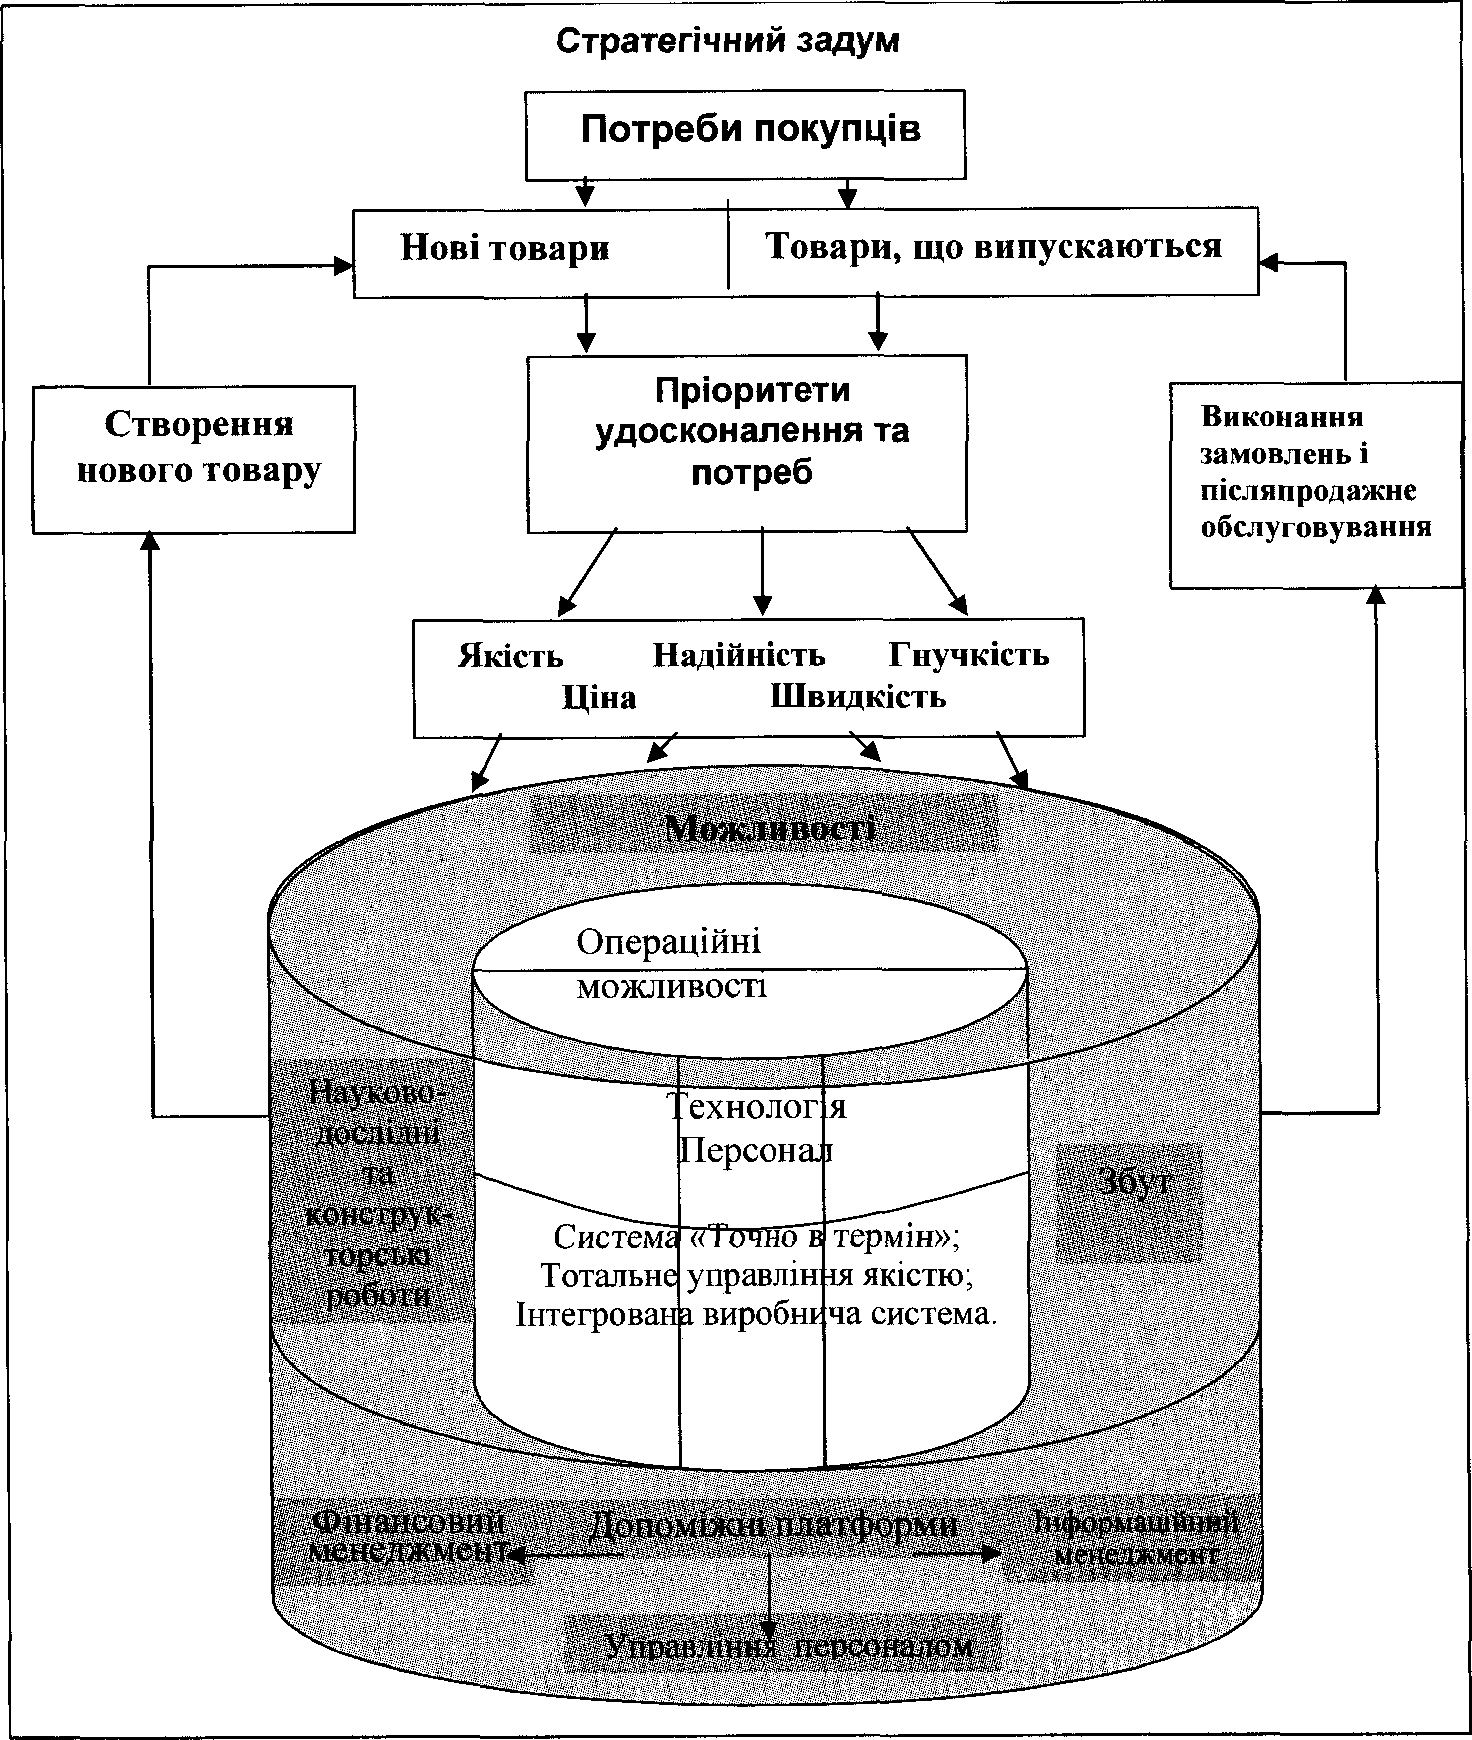 Стратегічний задум
Потреби покупців
Нові товари
Товари, що випускаються
Створення
нового товару
Пріоритети
удосконалення та
потреб
Виконання
замовлень і
післяпродажне
обслуговування
Якість Надійність Гнучкість
Ціна Швидкість
Можливості
Операційні
можливості
Науково-
дослідні
та
конструк-
торські
роботи
Технологія
Персонал
Збут
Система «Точно в термін»;
Тотальне управління якістю;
Інтегрована виробнича система.
Фінансовий
менеджмент
Допоміжні платформи
Інформаційний
менеджмент
Управління персоналом